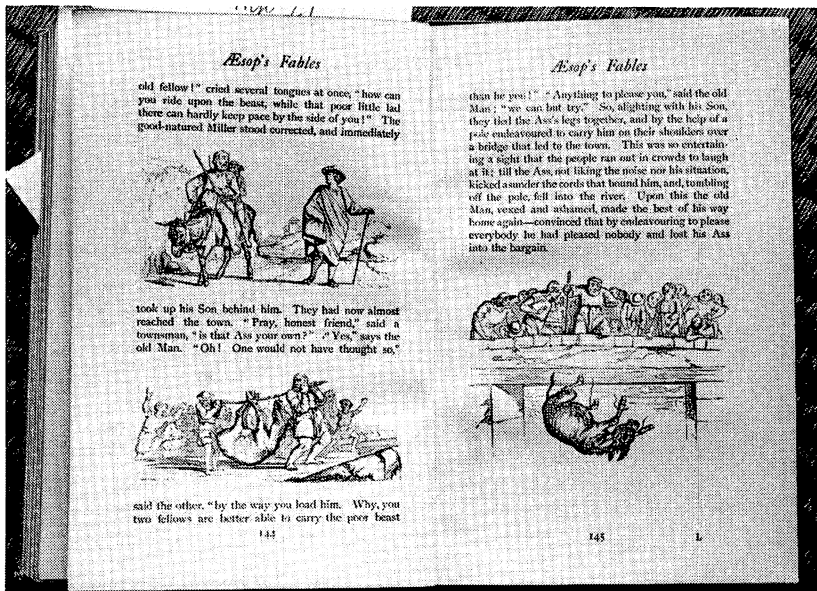 Æsop's Fables
old fellow!" cried several tongues at once, "how can
you ride upon the beast, while that poor little lad
there can hardly keep pace by the side of you!" The
good-natured Miller stood corrected, and immediately
took up his Son behind him. They had now almost
reached the town. "Pray, honest friend," said a
townsman, "is that Ass your own?" "Yes," says the
old Man. "Oh! One would not have thought so,"
said the other, "by the way you load him. Why, you
two fellows are better able to carry the poor beast
144
Æsop's Fables
than he you!" "Anything to please you," said the old
Man; "we can but try." So, alighting with his Son,
they tied the Ass's legs together, and by the help of a
pole endeavoured to carry him on their shoulders over
a bridge that led to the town. This was so entertain-
ing a sight that the people ran out in crowds to laugh
at it; till the Ass, not liking the noise nor his situation,
kicked asunder the cords that bound him, and, tumbling
off the pole, fell into the river. Upon this the old
Man, vexed and ashamed, made the best of his way
home again—convinced that by endeavouring to please
everybody he had pleased nobody and lost his Ass
into the bargain.
145
L